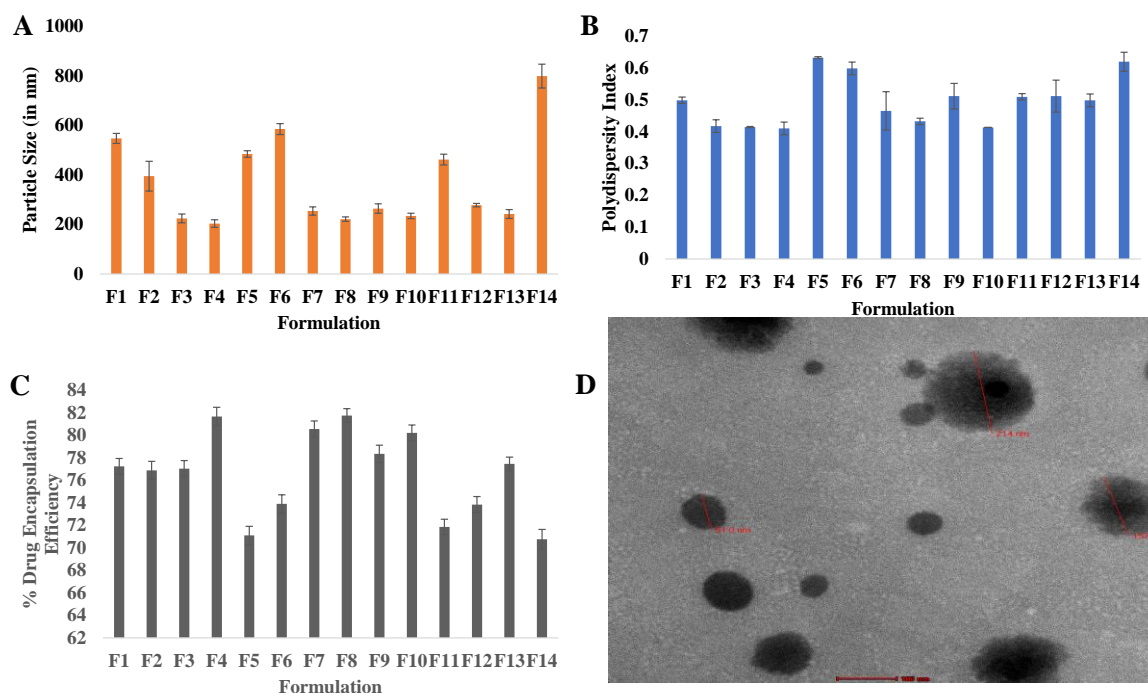 A
1000
800
600
400
200
0
Particle Size (in nm)
F1 F2 F3 F4 F5 F6 F7 F8 F9 F10 F11 F12 F13 F14
Formulation
B
0.7
0.6
0.5
0.4
0.3
0.2
0.1
0
Polydispersity Index
F1 F2 F3 F4 F5 F6 F7 F8 F9 F10 F11 F12 F13 F14
Formulation
C
84
82
80
78
76
74
72
70
68
66
64
62
% Drug Encapsulation
Efficiency
F1 F2 F3 F4 F5 F6 F7 F8 F9 F10 F11 F12 F13 F14
Formulation
D
214 nm
nm
100 nm